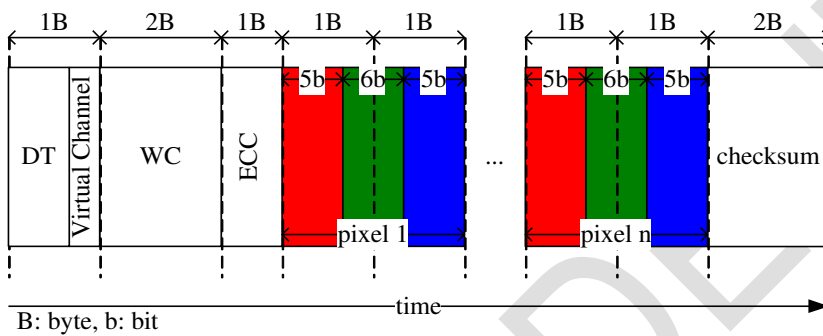 1B 2B 1B 1B 1B 1B 1B 2B
5b 6b 5b 5b 6b 5b
DT Virtual Channel WC ECC ... checksum
pixel 1 pixel n
time
B: byte, b: bit